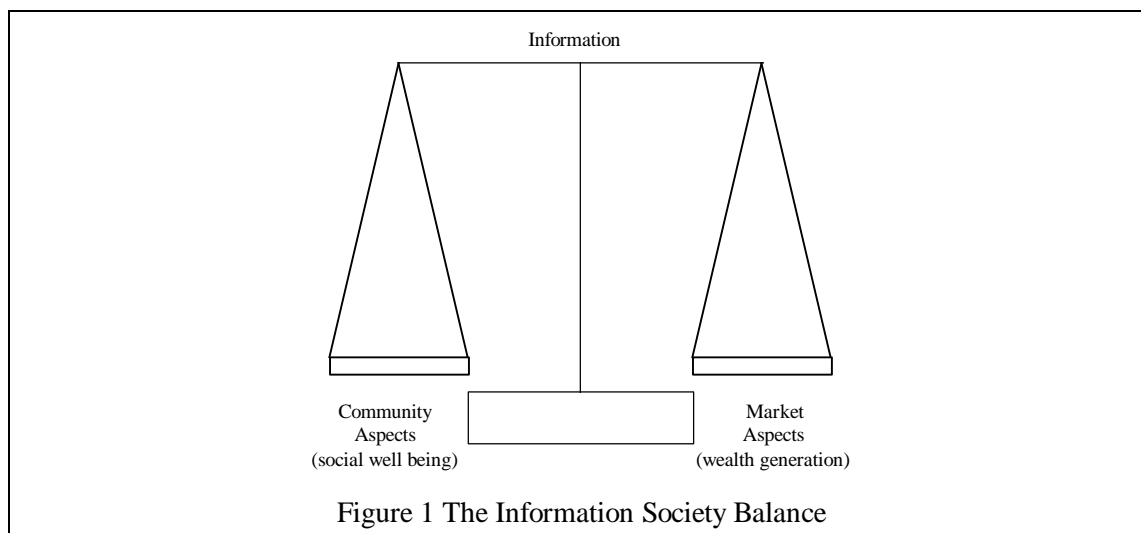 Information
Community
Aspects
(social well being)
Market
Aspects
(wealth generation)
Figure 1 The Information Society Balance